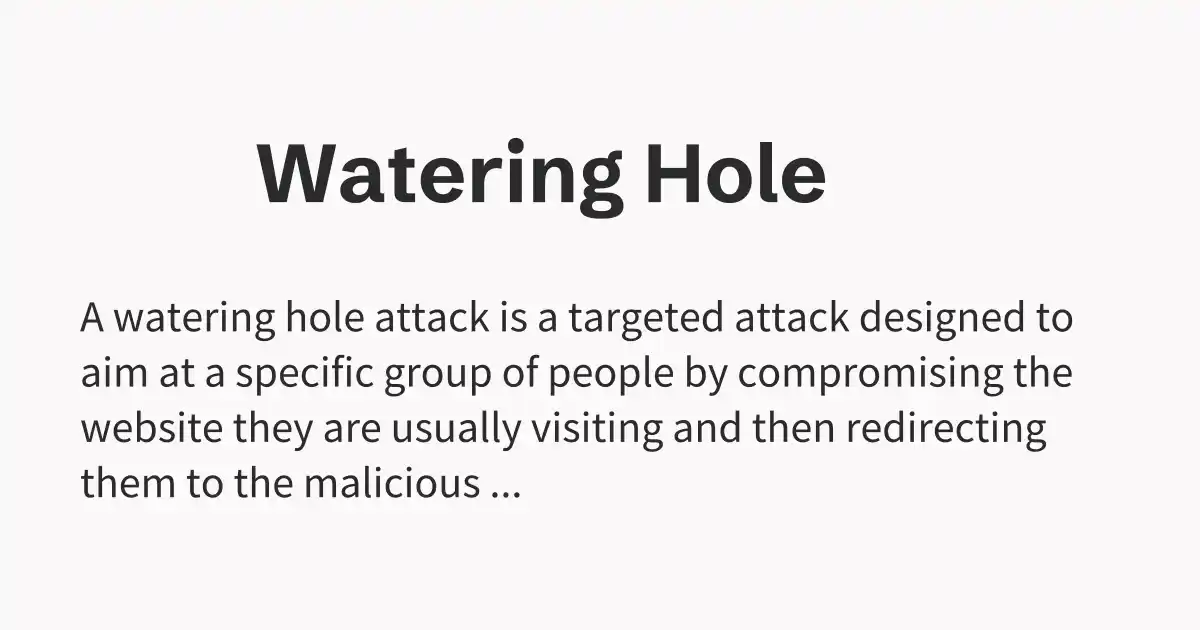 Watering Hole
A watering hole attack is a targeted attack designed to
aim at a specific group of people by compromising the
website they are usually visiting and then redirecting
them to the malicious ...